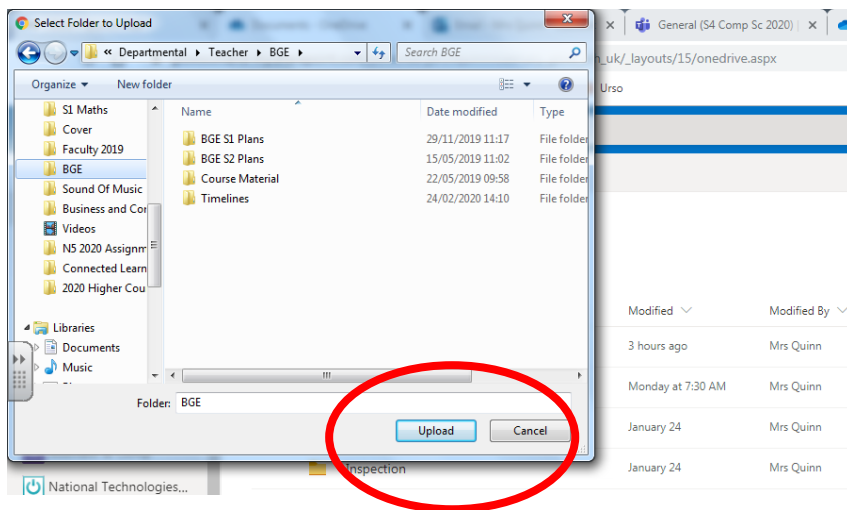 Select Folder to Upload
General (S4 Comp Sc 2020)
« Departmental Teacher BGE
Search BGE
_uk/_layouts/15/onedrive.aspx
Organize New folder
Urso
Name Date modified Type
S1 Maths
Cover
Faculty 2019
BGE
Sound Of Music
Business and Cor
Videos
N5 2020 Assignm
Connected Learn
2020 Higher Cou
BGE S1 Plans 29/11/2019 11:17 File folder
BGE S2 Plans 15/05/2019 11:02 File folder
Course Material 22/05/2019 09:58 File folder
Timelines 24/02/2020 14:10 File folder
Libraries
Documents
Music
Folder: BGE
Upload Cancel
Modified Modified By
3 hours ago Mrs Quinn
Monday at 7:30 AM Mrs Quinn
January 24 Mrs Quinn
Inspection January 24 Mrs Quinn
National Technologies...